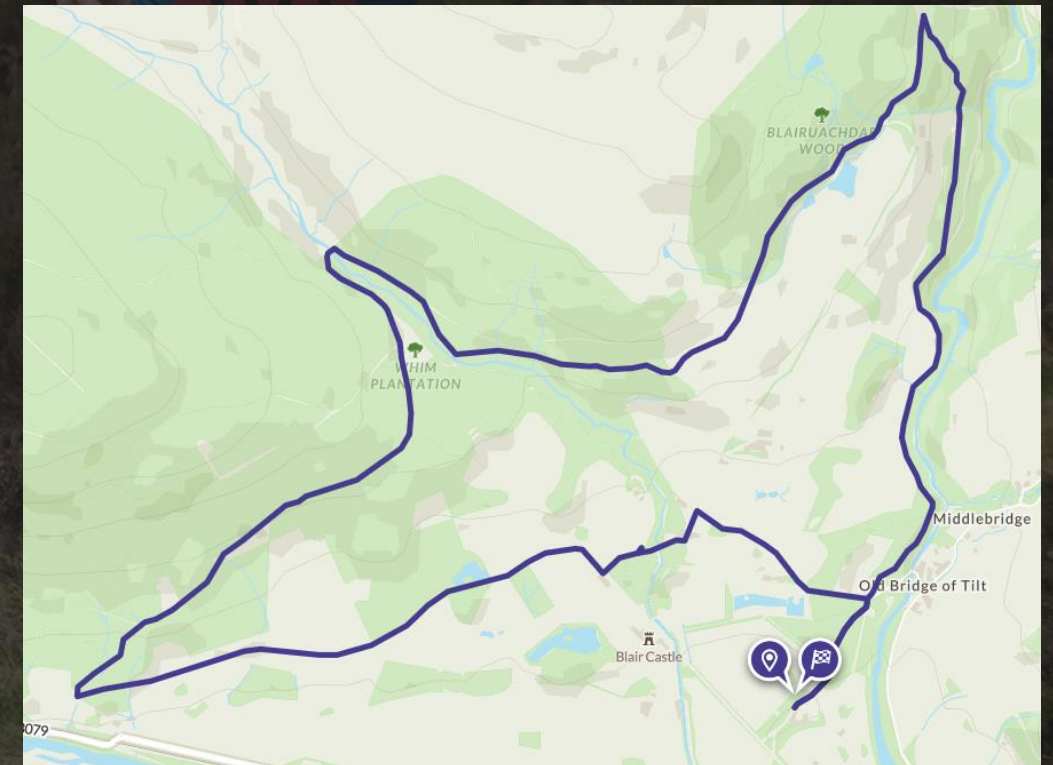 BLAIRUACHDAR
WOOD
WHIM
PLANTATION
Middlebridge
Old Bridge of Tilt
Blair Castle